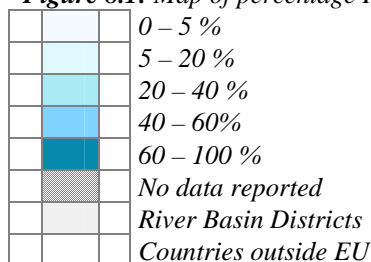 Figure 8.1: Map of percentage
0 – 5 %
5 – 20 %
20 – 40 %
40 – 60%
60 – 100 %
No data reported
River Basin Districts
Countries outside EU